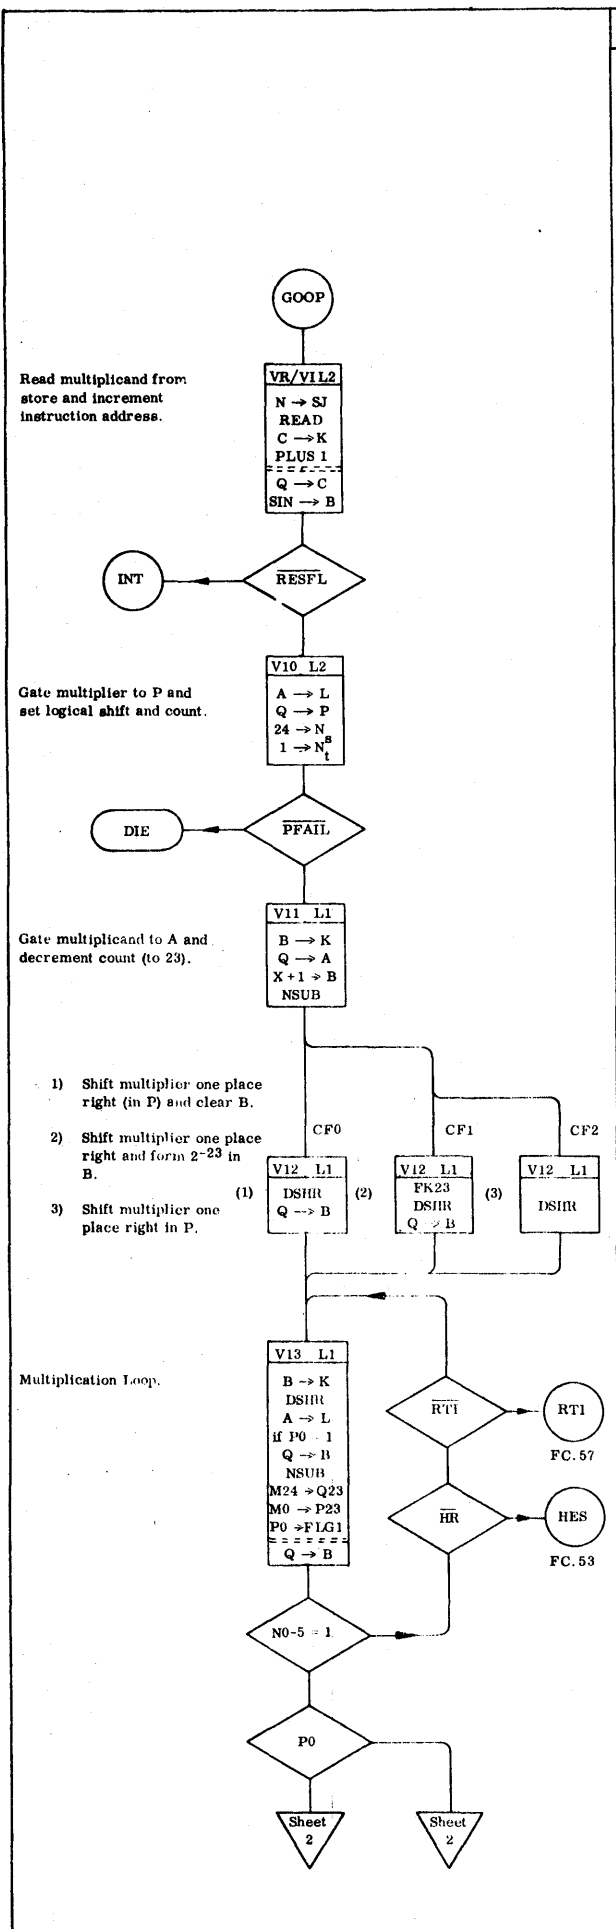 GOOP
Read multiplicand from
store and increment
instruction address.
VR/VI L2
N → SJ
READ
C → K
PLUS 1
Q → C
SIN → B
INT
RESFL
Gate multiplier to P and
set logical shift and count.
V10 L2
A → L
Q → P
24 → N
1 → N s t
DIE
PFAIL
Gate multiplicand to A and
decrement count (to 23).
V11 L1
B → K
Q → A
X + 1 → B
NSUB
1) Shift multiplier one place
right (in P) and clear B.
2) Shift multiplier one place
right and form 2-23 in
B.
3) Shift multiplier one
place right in P.
CF0
CF1
CF2
(1)
V12 L1
DSHR
Q → B
(2)
V12 L1
FK23
DSHR
Q → B
(3)
V12 L1
DSHR
Multiplication Loop.
V13 L1
B → K
DSHR
A → L
if P0 = 1
Q → B
NSUB
M24 → Q23
M0 → P23
P0 → FLG1
Q → B
RTI
RTI
FC.57
HR
HES
FC.53
N0-5 = 1
P0
Sheet
2
Sheet
2